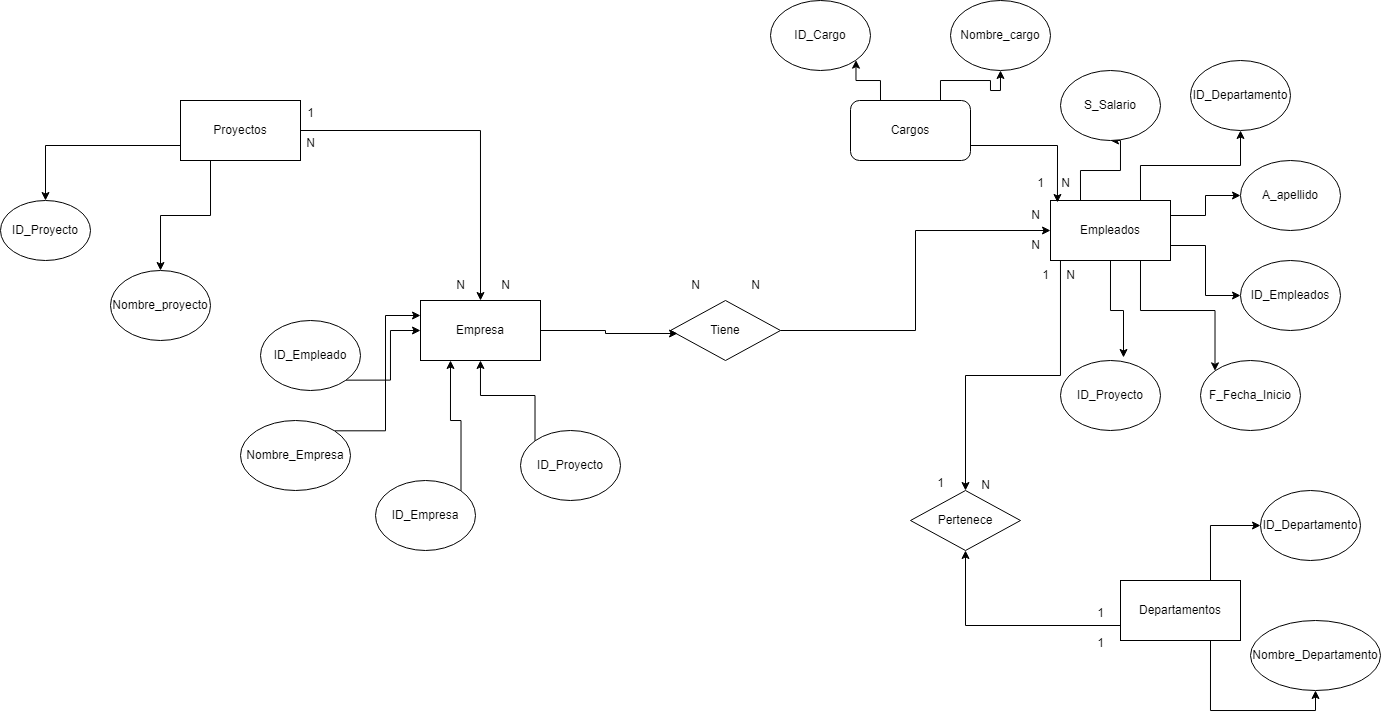 ID_Cargo
Nombre_cargo
S_Salario
ID_Departamento
Proyectos
1
N
Cargos
1
N
A_apellido
ID_Proyecto
N
N
Empleados
1
N
ID_Empleados
Nombre_proyecto
N
N
N
N
Empresa
Tiene
ID_Empleado
ID_Proyecto
F_Fecha_Inicio
Nombre_Empresa
ID_Proyecto
ID_Empresa
1
N
Pertenece
ID_Departamento
1
1
Departamentos
Nombre_Departamento